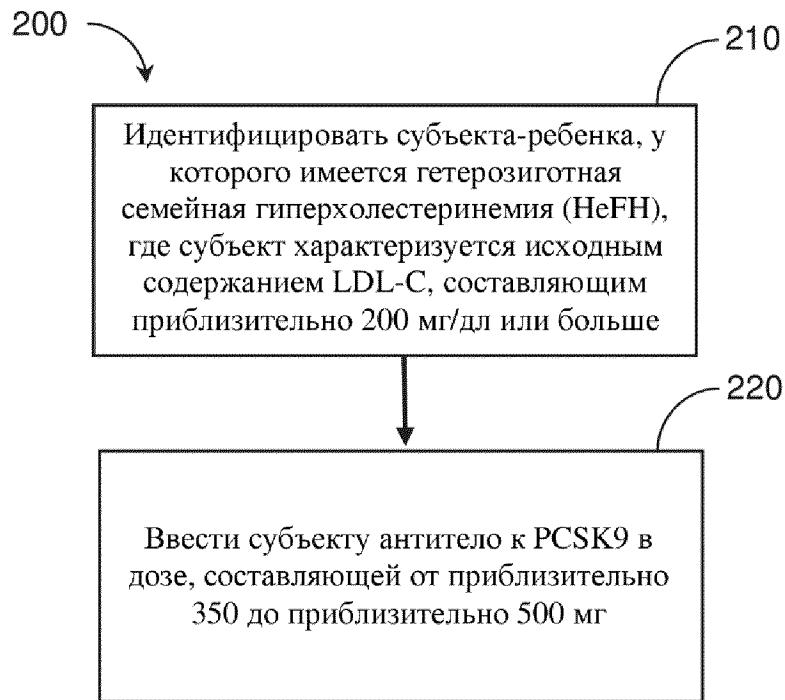 200
210
Идентифицировать субъекта-ребенка, у
которого имеется гетерозиготная
семейная гиперхолестеринемия (HeFH),
где субъект характеризуется исходным
содержанием LDL-C, составляющим
приблизительно 200 мг/дл или больше
220
Ввести субъекту антитело к PCSK9 в
дозе, составляющей от приблизительно
350 до приблизительно 500 мг